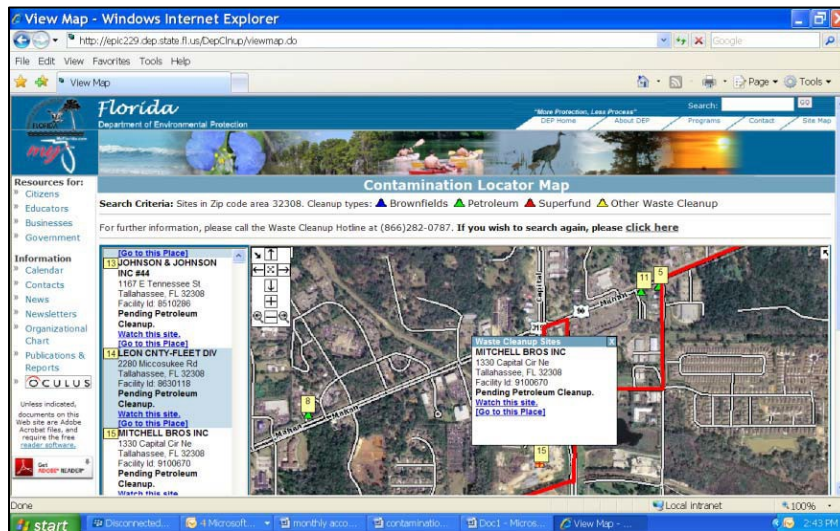 View Map - Windows Internet Explorer
http://epic229.dep.state.fl.us/DepClnup/viewmap.do
Google
File Edit View Favorites Tools Help
View Map
Page
Tools
Florida
Department of Environmental Protection
"More Protection, Less Process"
Search:
GO
DEP Home
About DEP
Programs
Contact
Site Map
Contamination Locator Map
Search Criteria: Sites in Zip code area 32308. Cleanup types: Brownfields Petroleum Superfund Other Waste Cleanup
For further information, please call the Waste Cleanup Hotline at (866)282-0787. If you wish to search again, please click here
Resources for:
Citizens
Educators
Businesses
Government
Information
Calendar
Contacts
News
Newsletters
Organizational
Chart
Publications &
Reports
OCULUS
Unless indicated,
documents on this
Web site are Adobe
Acrobat files, and
require the free
reader software.
Get
ADOBE READER
[Go to this Place]
13 JOHNSON & JOHNSON
INC #44
1167 E Tennessee St
Tallahassee, FL 32308
Facility Id: 8510286
Pending Petroleum
Cleanup.
Watch this site.
[Go to this Place]
14 LEON CNTY-FLEET DIV
2280 Miccosukee Rd
Tallahassee, FL 32308
Facility Id: 8630118
Pending Petroleum
Cleanup.
Watch this site.
[Go to this Place]
15 MITCHELL BROS INC
1330 Capital Cir Ne
Tallahassee, FL 32308
Facility Id: 9100670
Pending Petroleum
Cleanup.
Watch this site.
11
5
Capital
Mahan
90
8
Mahan
Mahan
Waste Cleanup Sites
X
MITCHELL BROS INC
1330 Capital Cir Ne
Tallahassee, FL 32308
Facility Id: 9100670
Pending Petroleum Cleanup.
Watch this site.
[Go to this Place]
15
Done
Local intranet
100%
start
Disconnected...
4 Microsoft...
monthly acco...
contaminatio...
Doc1 - Micros...
View Map - ...
2:43 PM